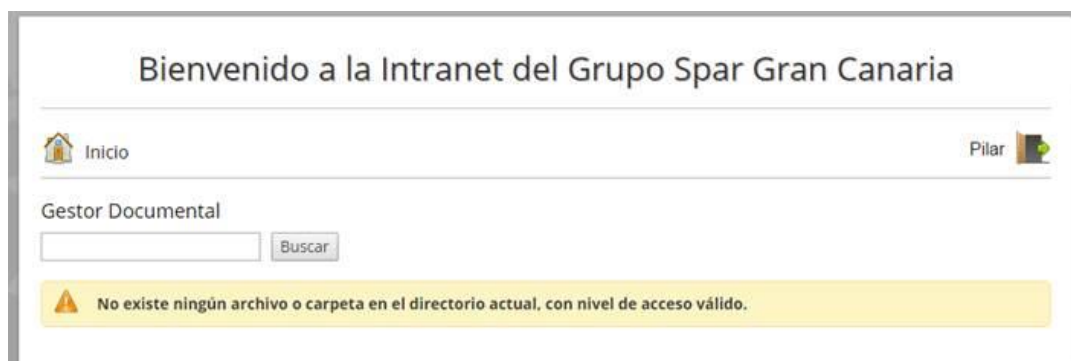 Bienvenido a la Intranet del Grupo Spar Gran Canaria
Inicio
Pilar
Gestor Documental
Buscar
No existe ningún archivo o carpeta en el directorio actual, con nivel de acceso válido.